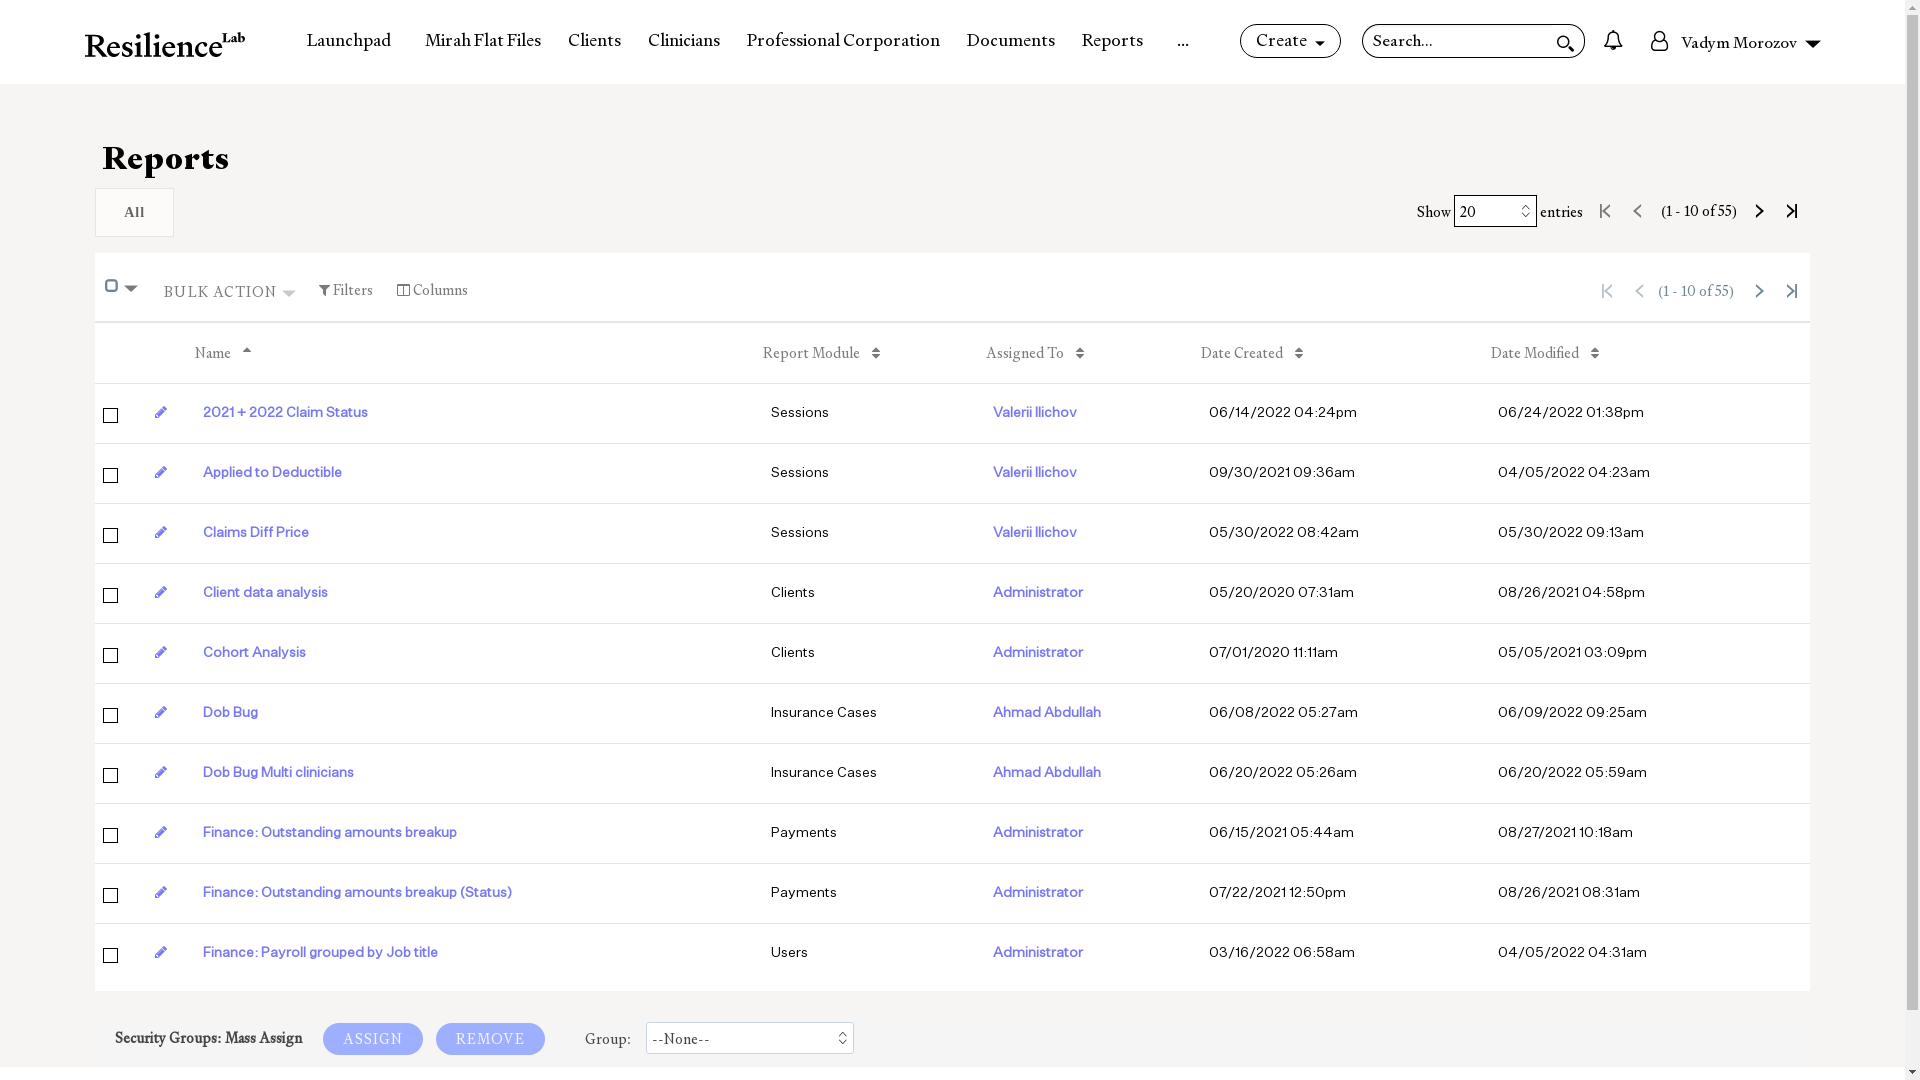 ResilienceLab Launchpad Mirah Flat Files Clients Clinicians Professional Corporation Documents Reports ... Create Search... Vadym Morozov
Reports
All Show 20 entries (1 - 10 of 55)
BULK ACTION Filters Columns (1 - 10 of 55)
Name Report Module Assigned To Date Created Date Modified
2021 + 2022 Claim Status Sessions Valerii Ilichov 06/14/2022 04:24pm 06/24/2022 01:38pm
Applied to Deductible Sessions Valerii Ilichov 09/30/2021 09:36am 04/05/2022 04:23am
Claims Diff Price Sessions Valerii Ilichov 05/30/2022 08:42am 05/30/2022 09:13am
Client data analysis Clients Administrator 05/20/2020 07:31am 08/26/2021 04:58pm
Cohort Analysis Clients Administrator 07/01/2020 11:11am 05/05/2021 03:09pm
Dob Bug Insurance Cases Ahmad Abdullah 06/08/2022 05:27am 06/09/2022 09:25am
Dob Bug Multi clinicians Insurance Cases Ahmad Abdullah 06/20/2022 05:26am 06/20/2022 05:59am
Finance: Outstanding amounts breakup Payments Administrator 06/15/2021 05:44am 08/27/2021 10:18am
Finance: Outstanding amounts breakup (Status) Payments Administrator 07/22/2021 12:50pm 08/26/2021 08:31am
Finance: Payroll grouped by Job title Users Administrator 03/16/2022 06:58am 04/05/2022 04:31am
Security Groups: Mass Assign ASSIGN REMOVE Group: --None--